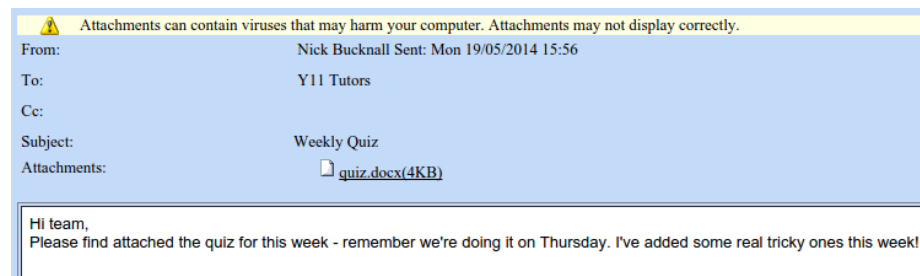 Attachments can contain viruses that may harm your computer. Attachments may not display correctly.
From: Nick Bucknall Sent: Mon 19/05/2014 15:56
To: Y11 Tutors
Cc:
Subject: Weekly Quiz
Attachments: quiz.docx(4KB)
Hi team,
Please find attached the quiz for this week - remember we're doing it on Thursday. I've added some real tricky ones this week!